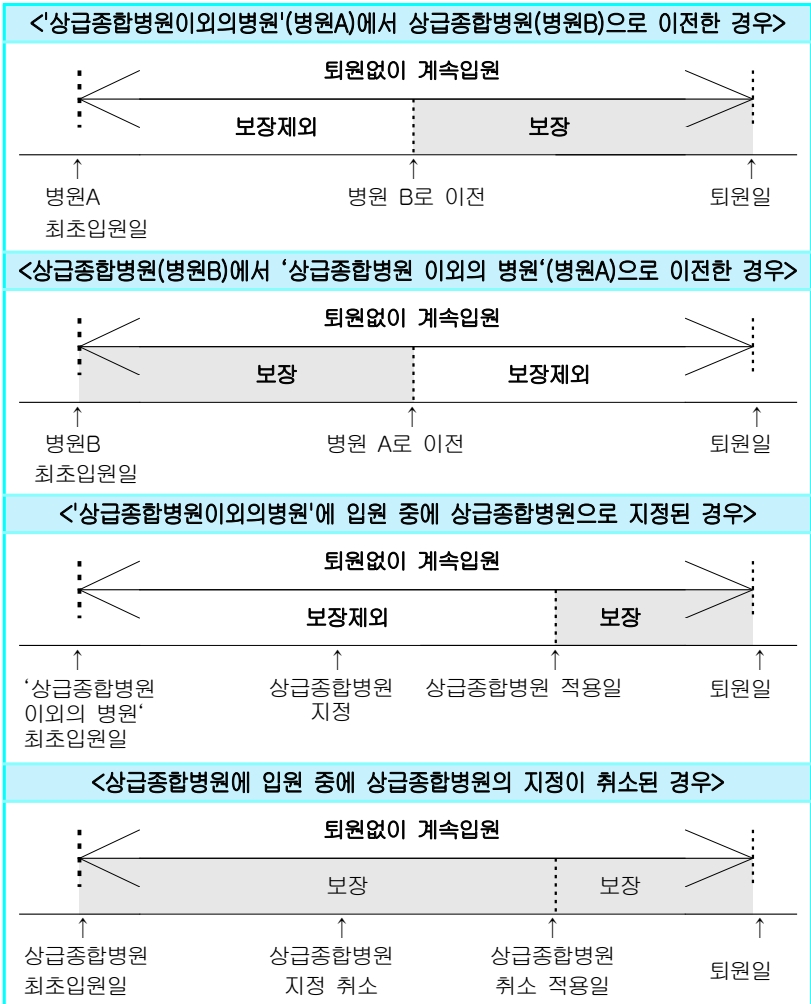 <'상급종합병원이외의병원'(병원A)에서 상급종합병원(병원B)으로 이전한 경우>
퇴원없이 계속입원
보장제외 보장
↑ ↑ ↑
병원A 병원 B로 이전 퇴원일
최초입원일
<상급종합병원(병원B)에서 ‘상급종합병원 이외의 병원‘(병원A)으로 이전한 경우>
퇴원없이 계속입원
보장 보장제외
↑ ↑ ↑
병원B 병원 A로 이전 퇴원일
최초입원일
<'상급종합병원이외의병원'에 입원 중에 상급종합병원으로 지정된 경우>
퇴원없이 계속입원
보장제외 보장
↑ ↑ ↑ ↑
‘상급종합병원 상급종합병원 상급종합병원 적용일 퇴원일
이외의 병원‘ 지정
최초입원일
<상급종합병원에 입원 중에 상급종합병원의 지정이 취소된 경우>
퇴원없이 계속입원
보장 보장
↑ ↑ ↑ ↑
상급종합병원 상급종합병원 상급종합병원 퇴원일
최초입원일 지정 취소 취소 적용일